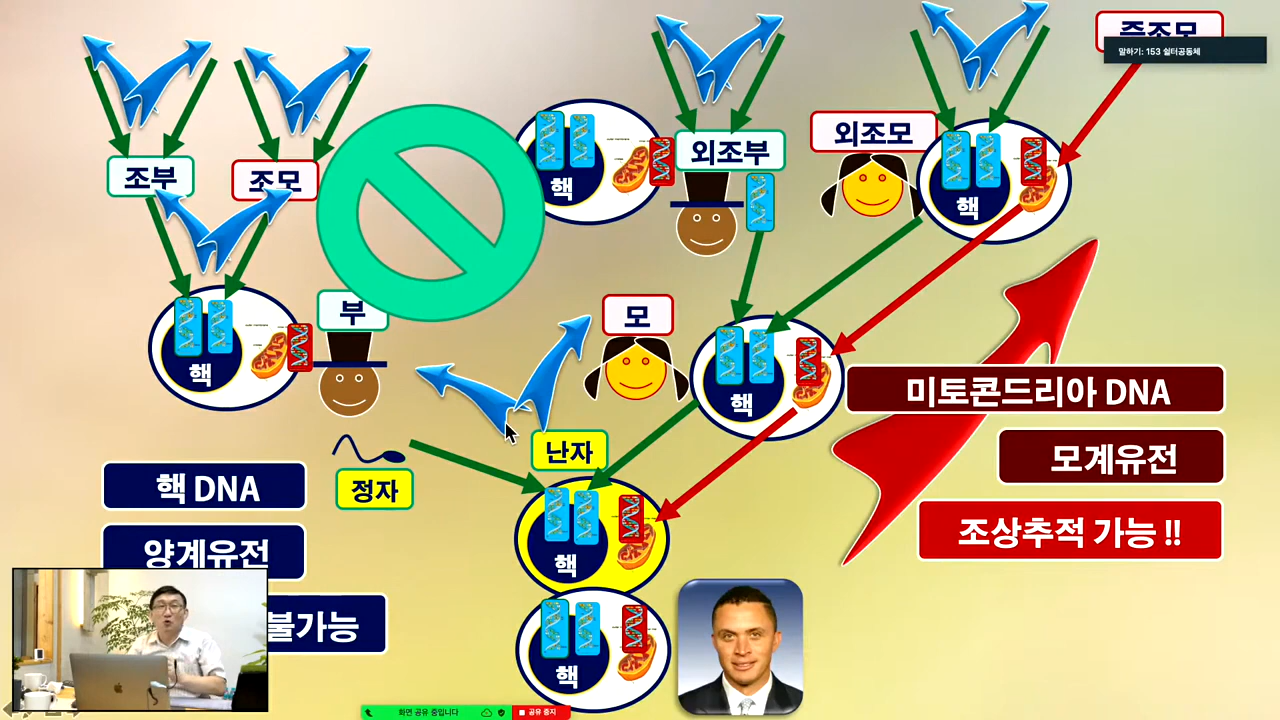 증조모
말하기: 153 쉴터공동체
외조모
외조부
조부
조모
핵
핵
부
모
핵
핵
미토콘드리아 DNA
난자
모계유전
정자
핵 DNA
조상추적 가능 !!
양계유전
핵
불가능
핵
화면 공유 중입니다
공유 중지